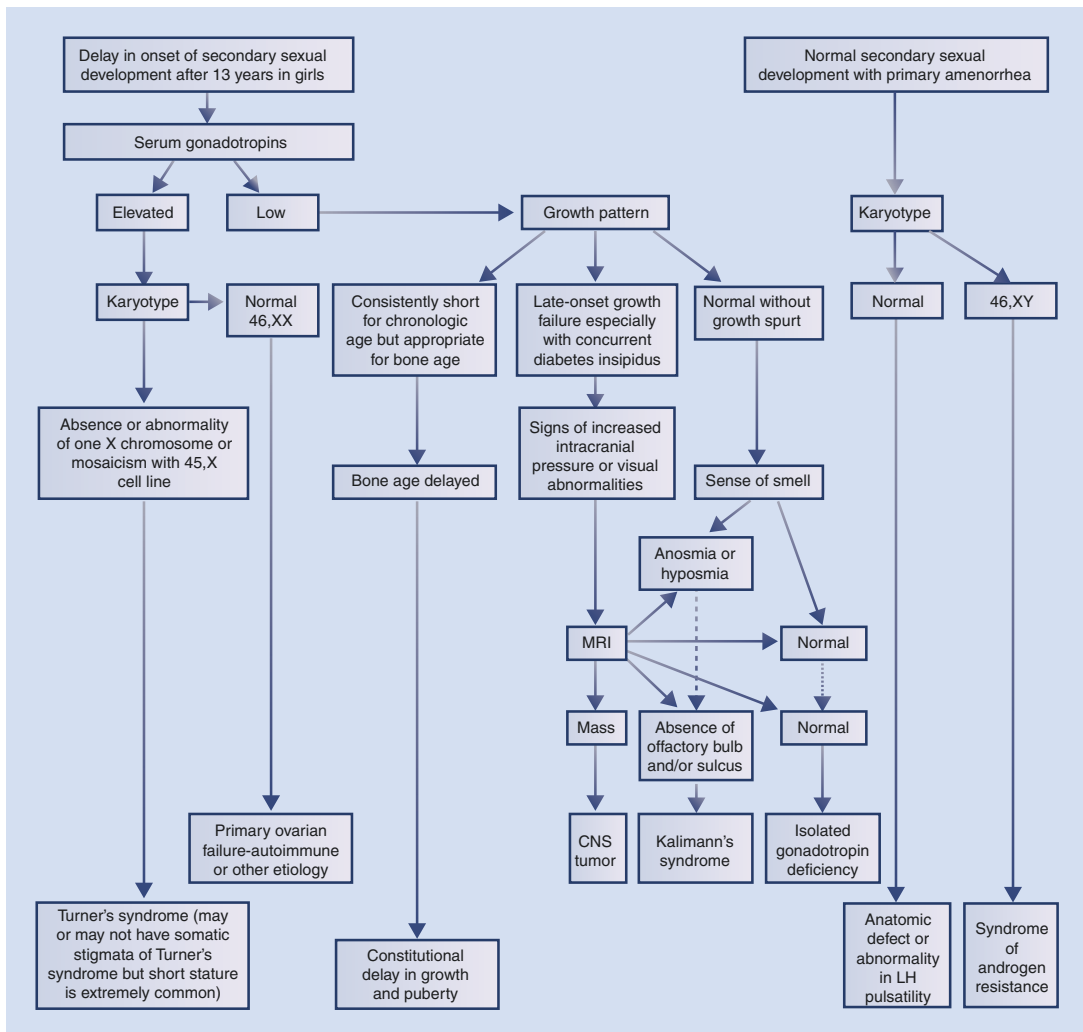 Delay in onset of secondary sexual
development after 13 years in girls
Normal secondary sexual
development with primary amenorrhea
Serum gonadotropins
Elevated
Low
Growth pattern
Karyotype
Karyotype
Normal
46,XX
Consistently short
for chronologic
age but appropriate
for bone age
Late-onset growth
failure especially
with concurrent
diabetes insipidus
Normal without
growth spurt
Normal
46,XY
Absence or abnormality
of one X chromosome or
mosaicism with 45,X
cell line
Bone age delayed
Signs of increased
intracranial
pressure or visual
abnormalities
Sense of smell
Anosmia or
hyposmia
MRI
Normal
Mass
Absence of
olfactory bulb
and/or sulcus
Normal
Primary ovarian
failure-autoimmune
or other etiology
CNS
tumor
Kalimann's
syndrome
Isolated
gonadotropin
deficiency
Turner's syndrome (may
or may not have somatic
stigmata of Turner's
syndrome but short stature
is extremely common)
Constitutional
delay in growth
and puberty
Anatomic
defect or
abnormality
in LH
pulsatility
Syndrome
of
androgen
resistance